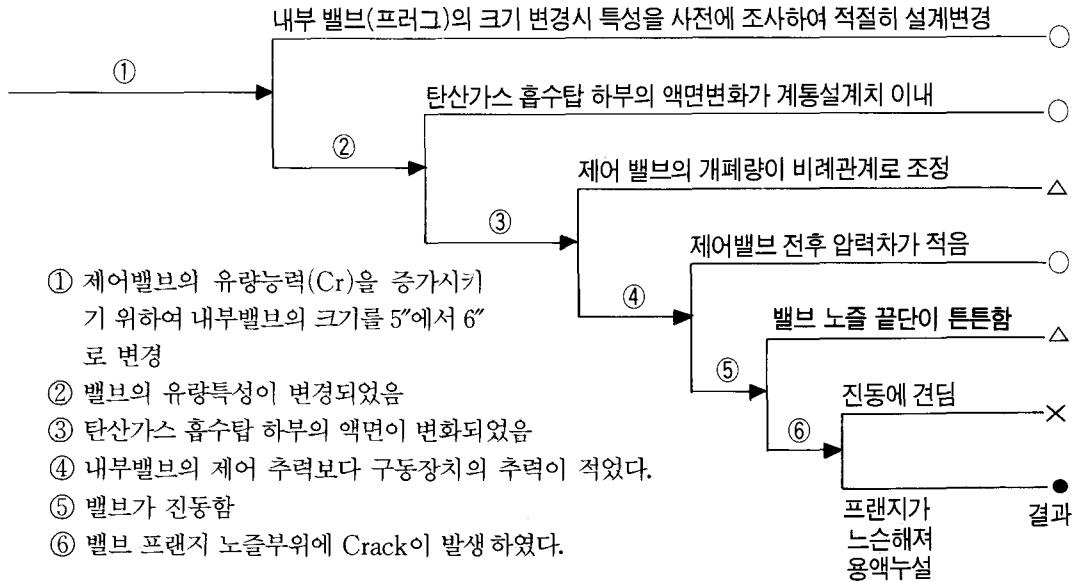 내부 밸브(프러그)의 크기 변경시 특성을 사전에 조사하여 적절히 설계변경
○
①
탄산가스 흡수탑 하부의 액면변화가 계통설계치 이내
○
②
제어 밸브의 개폐량이 비례관계로 조정
△
③
제어밸브 전후 압력차가 적음
○
④
밸브 노즐 끝단이 튼튼함
△
⑤
진동에 견딤
×
⑥
●
프랜지가
느슨해져
용액누설
결과
① 제어밸브의 유량능력(Cr)을 증가시키
기 위하여 내부밸브의 크기를 5″에서 6″
로 변경
② 밸브의 유량특성이 변경되었음
③ 탄산가스 흡수탑 하부의 액면이 변화되었음
④ 내부밸브의 제어 추력보다 구동장치의 추력이 적었다.
⑤ 밸브가 진동함
⑥ 밸브 프랜지 노즐부위에 Crack이 발생하였다.